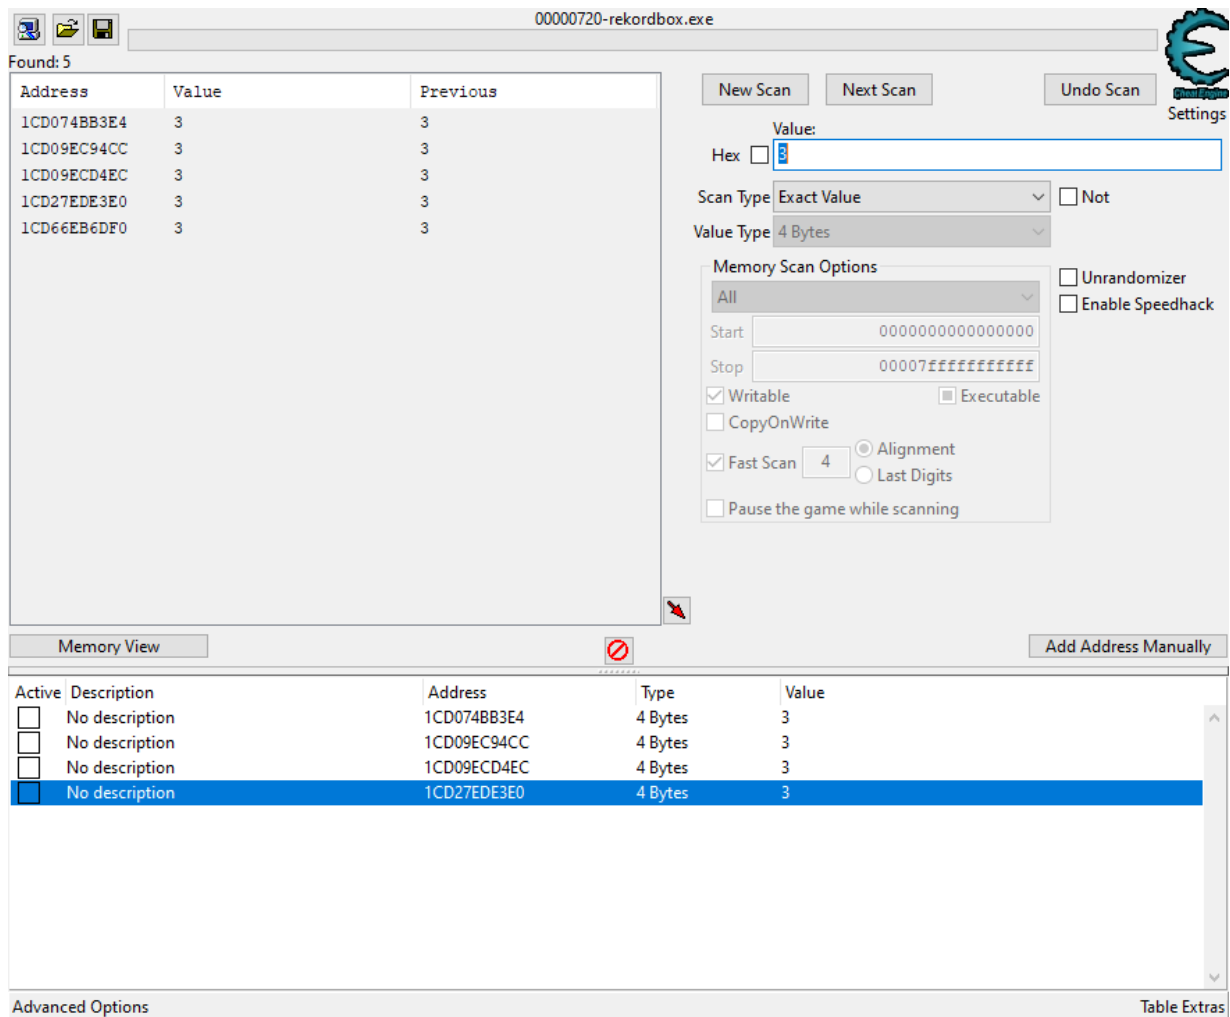 00000720-rekordbox.exe
Found: 5
Address Value Previous
1CD074BB3E4 3 3
1CD09EC94CC 3 3
1CD09ECD4EC 3 3
1CD27EDE3E0 3 3
1CD66EB6DF0 3 3
New Scan Next Scan Undo Scan
Cheat Engine
Settings
Value:
Hex 3
Scan Type Exact Value Not
Value Type 4 Bytes
Memory Scan Options
All
Unrandomizer
Enable Speedhack
Start 0000000000000000
Stop 00007fffffffffff
Writable Executable
CopyOnWrite
Fast Scan 4 Alignment
Last Digits
Pause the game while scanning
Memory View Add Address Manually
Active Description Address Type Value
No description 1CD074BB3E4 4 Bytes 3
No description 1CD09EC94CC 4 Bytes 3
No description 1CD09ECD4EC 4 Bytes 3
No description 1CD27EDE3E0 4 Bytes 3
Advanced Options Table Extras